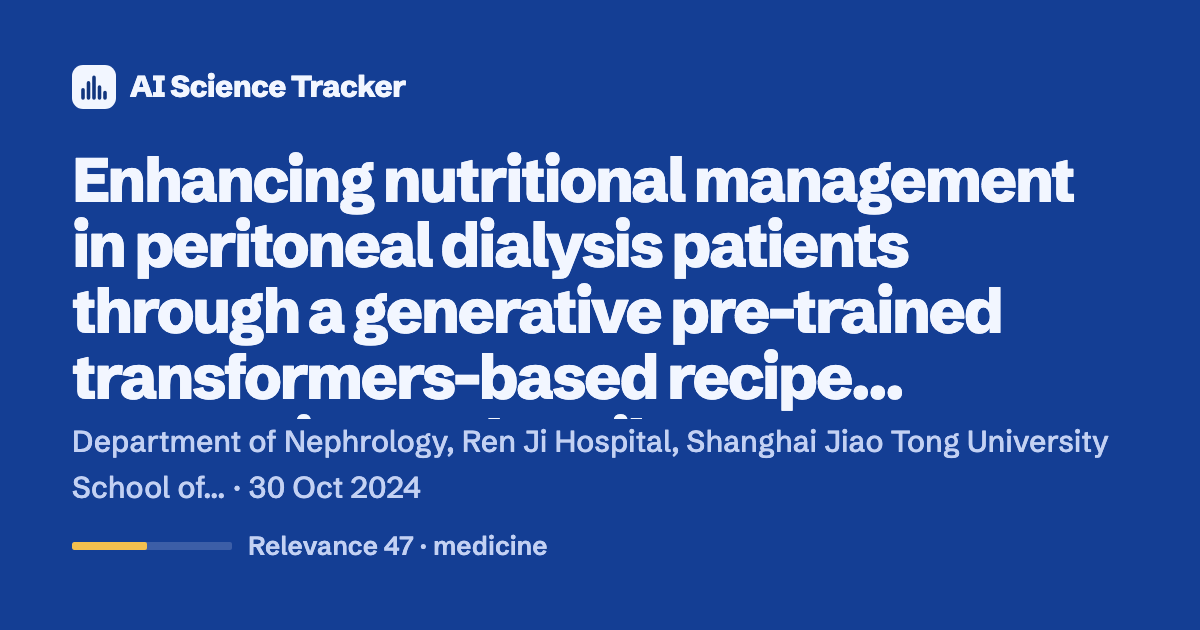 AI Science Tracker
Enhancing nutritional management
in peritoneal dialysis patients
through a generative pre-trained
transformers-based recipe...
Department of Nephrology, Ren Ji Hospital, Shanghai Jiao Tong University
School of... · 30 Oct 2024
Relevance 47 · medicine